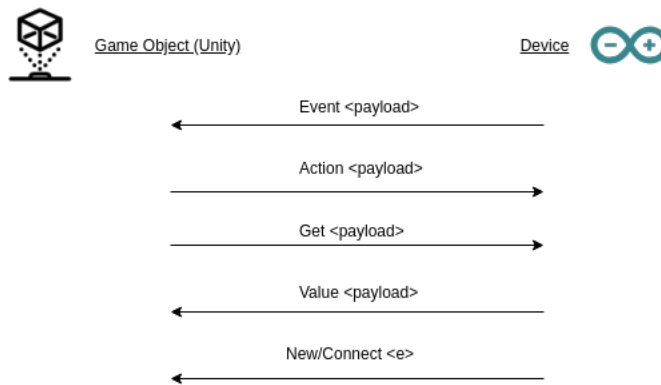 Game Object (Unity)
Device
Event <payload>
Action <payload>
Get <payload>
Value <payload>
New/Connect <e>